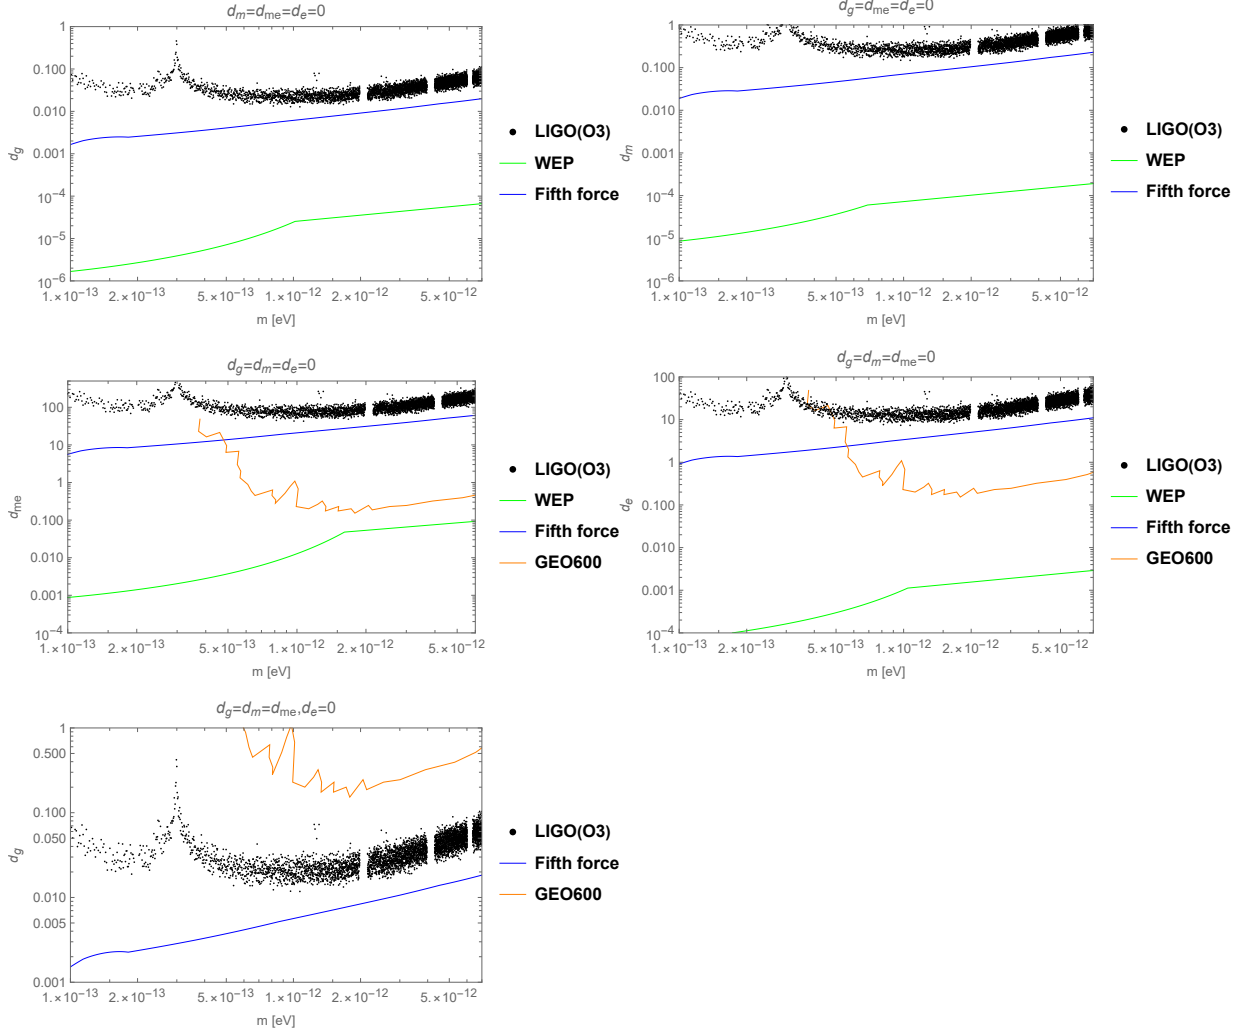 d_m=d_me=d_e=0
1
0.100
0.010
0.001
10^-4
10^-5
10^-6
d_g
1.×10^-13 2.×10^-13 5.×10^-13 1.×10^-12 2.×10^-12 5.×10^-12
m [eV]
LIGO(O3)
WEP
Fifth force
d_g=d_me=d_e=0
1
0.100
0.010
0.001
10^-4
10^-5
10^-6
d_m
1.×10^-13 2.×10^-13 5.×10^-13 1.×10^-12 2.×10^-12 5.×10^-12
m [eV]
LIGO(O3)
WEP
Fifth force
d_g=d_m=d_e=0
100
10
1
0.100
0.010
0.001
10^-4
d_me
1.×10^-13 2.×10^-13 5.×10^-13 1.×10^-12 2.×10^-12 5.×10^-12
m [eV]
LIGO(O3)
WEP
Fifth force
GEO600
d_g=d_m=d_me=0
100
10
1
0.100
0.010
0.001
10^-4
d_e
1.×10^-13 2.×10^-13 5.×10^-13 1.×10^-12 2.×10^-12 5.×10^-12
m [eV]
LIGO(O3)
WEP
Fifth force
GEO600
d_g=d_m=d_me,d_e=0
1
0.500
0.100
0.050
0.010
0.005
0.001
d_g
1.×10^-13 2.×10^-13 5.×10^-13 1.×10^-12 2.×10^-12 5.×10^-12
m [eV]
LIGO(O3)
Fifth force
GEO600